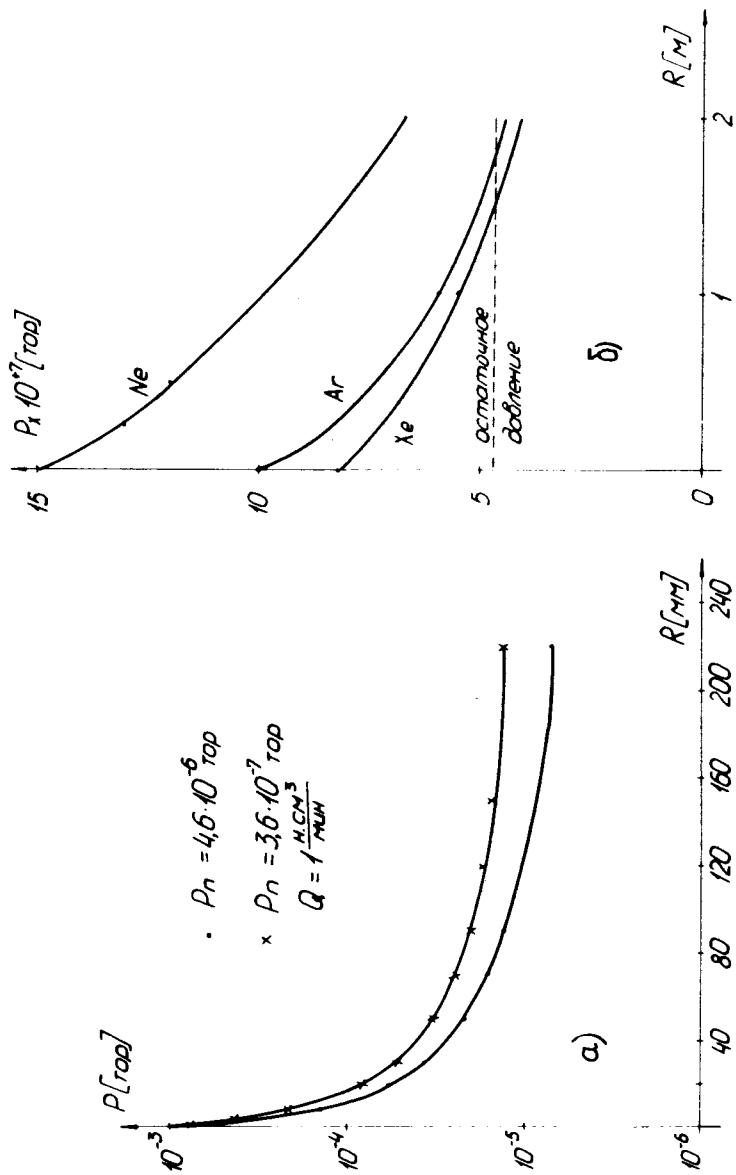 P [тор]
10⁻³
10⁻⁴
10⁻⁵
10⁻⁶
40
80
120
160
200
240
R [мм]
· Pп = 4,6·10⁻⁶ тор
× Pп = 3,6·10⁻⁷ тор
Q = 1 н.см³/мин
а)
Pх 10⁺⁷ [тор]
15
10
5
0
Ne
Ar
Xe
остаточное
давление
1
2
R [м]
б)